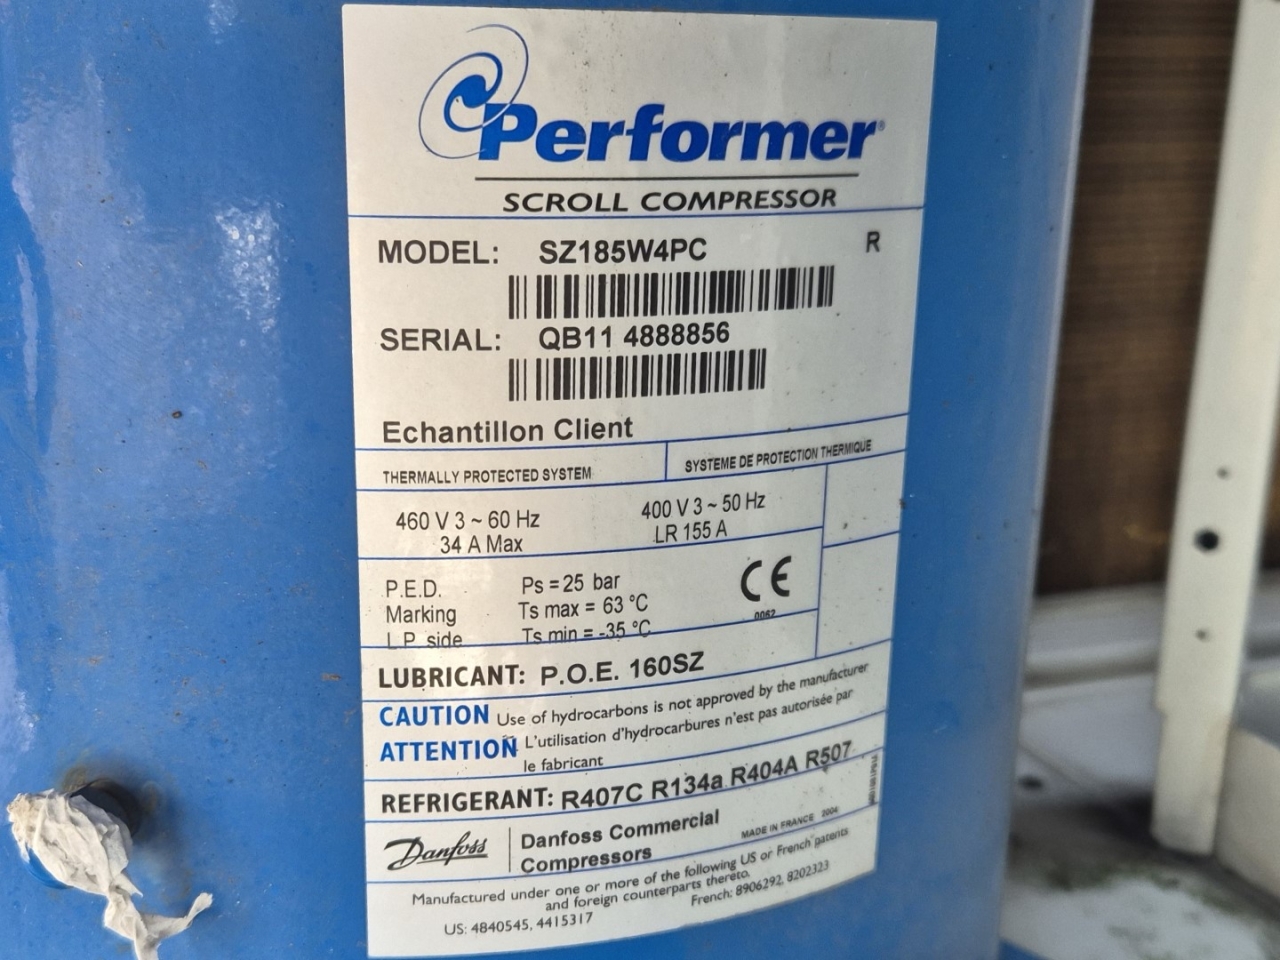 Performer®
SCROLL COMPRESSOR
MODEL: SZ185W4PC R
SERIAL: QB11 4888856
Echantillon Client
THERMALLY PROTECTED SYSTEM SYSTEME DE PROTECTION THERMIQUE
460 V 3 ~ 60 Hz 400 V 3 ~ 50 Hz
34 A Max LR 155 A
P.E.D. Ps = 25 bar CE
Marking Ts max = 63 °C
L.P. side Ts min = -35 °C
0062
LUBRICANT: P.O.E. 160SZ
CAUTION Use of hydrocarbons is not approved by the manufacturer
ATTENTION L'utilisation d'hydrocarbures n'est pas autorisée par
le fabricant
REFRIGERANT: R407C R134a R404A R507
Danfoss Danfoss Commercial
Compressors
MADE IN FRANCE 2004
Manufactured under one or more of the following US or French patents
and foreign counterparts thereto.
US: 4840545, 4415317 French: 8906292, 8202323